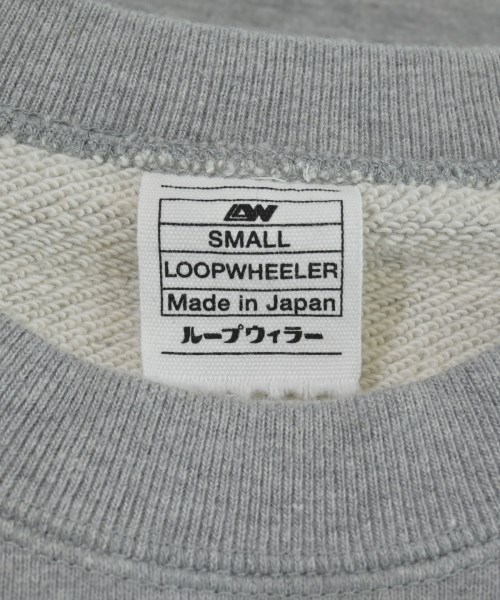 LW
SMALL
LOOPWHEELER
Made in Japan
ループウィラー